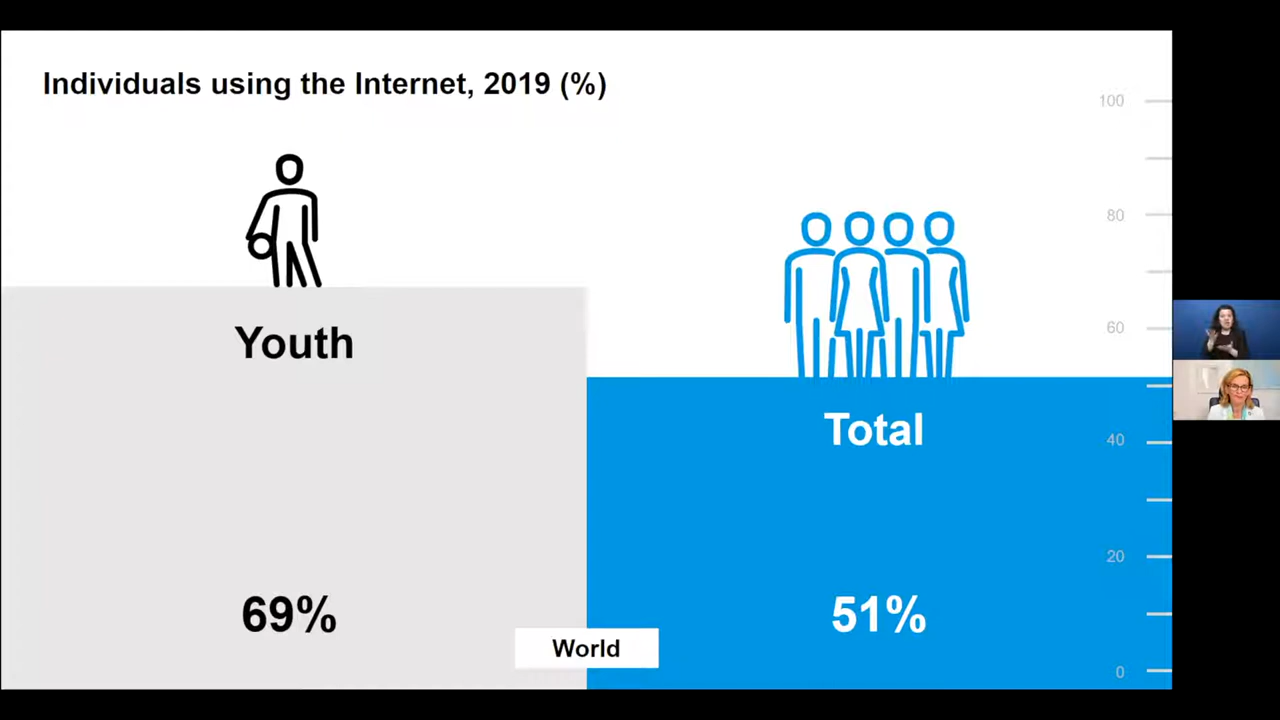 Individuals using the Internet, 2019 (%)
100
80
60
40
20
0
Youth
Total
69%
51%
World